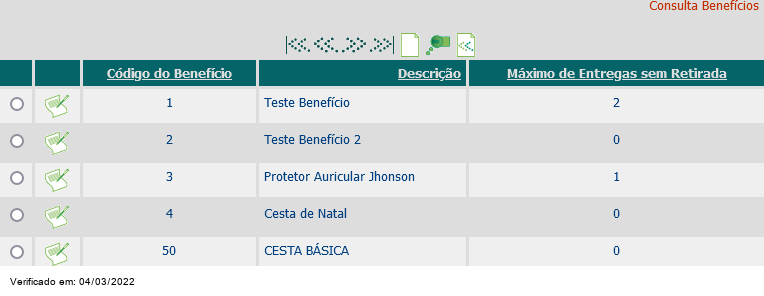 Consulta Benefícios
Código do Benefício Descrição Máximo de Entregas sem Retirada
1 Teste Benefício 2
2 Teste Benefício 2 0
3 Protetor Auricular Jhonson 1
4 Cesta de Natal 0
50 CESTA BÁSICA 0
Verificado em: 04/03/2022